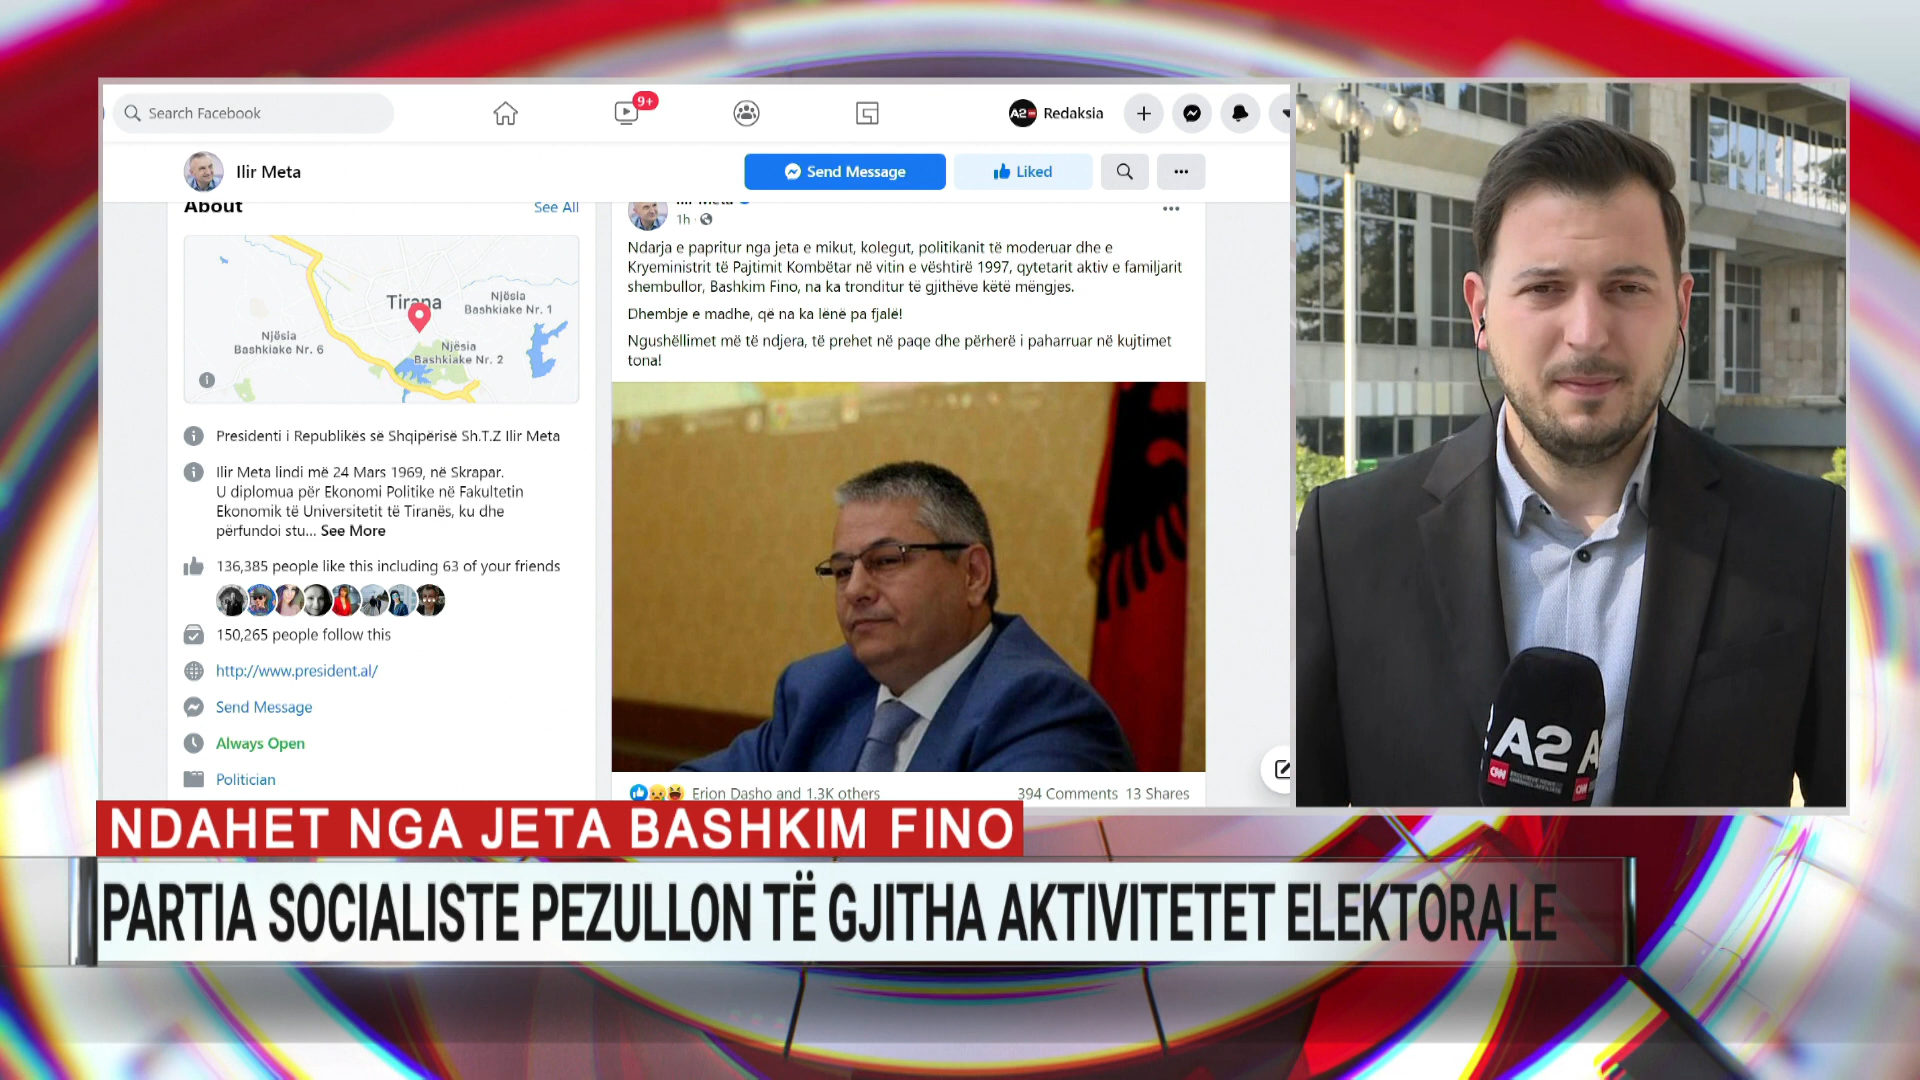 Search Facebook
9+
A2 Redaksia
Ilir Meta
Send Message
Liked
About
See All
Tirana
Njësia
Bashkiake Nr. 1
Njësia
Bashkiake Nr. 6
Njësia
Bashkiake Nr. 2
Presidenti i Republikës së Shqipërisë Sh.T.Z Ilir Meta
Ilir Meta lindi më 24 Mars 1969, në Skrapar.
U diplomua për Ekonomi Politike në Fakultetin
Ekonomik të Universitetit të Tiranës, ku dhe
përfundoi stu... See More
136,385 people like this including 63 of your friends
150,265 people follow this
http://www.president.al/
Send Message
Always Open
Politician
Ilir Meta
1h
Ndarja e papritur nga jeta e mikut, kolegut, politikanit të moderuar dhe e
Kryeministrit të Pajtimit Kombëtar në vitin e vështirë 1997, qytetarit aktiv e familjarit
shembullor, Bashkim Fino, na ka tronditur të gjithëve këtë mëngjes.
Dhembje e madhe, që na ka lënë pa fjalë!
Ngushëllimet më të ndjera, të prehet në paqe dhe përherë i paharruar në kujtimet
tona!
Erion Dasho and 1.3K others
394 Comments 13 Shares
A2
CNN
CNN
NDAHET NGA JETA BASHKIM FINO
PARTIA SOCIALISTE PEZULLON TË GJITHA AKTIVITETET ELEKTORALE